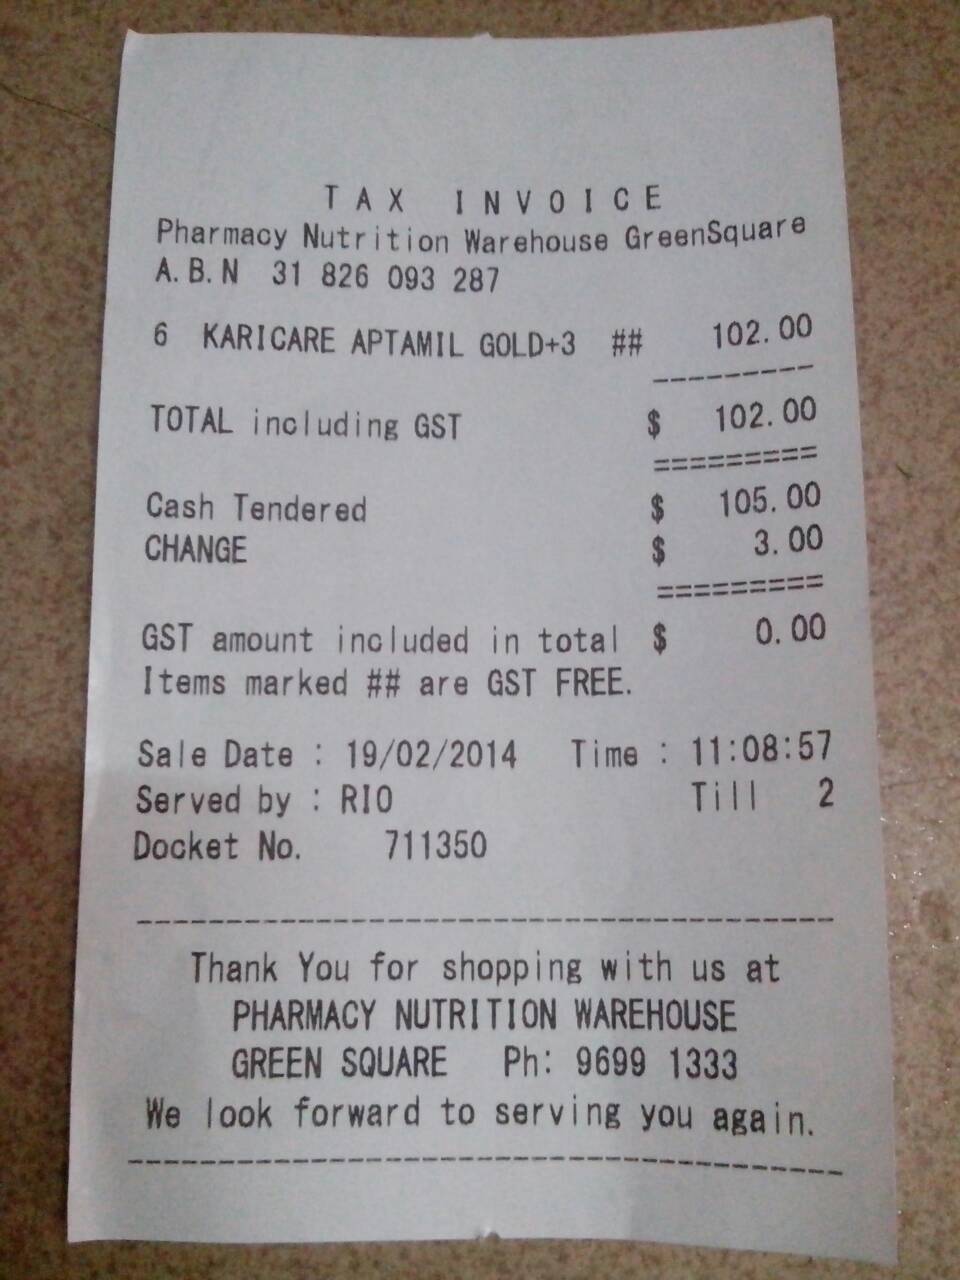 TAX INVOICE
Pharmacy Nutrition Warehouse GreenSquare
A.B.N 31 826 093 287
6 KARICARE APTAMIL GOLD+3 ## 102.00
---------
TOTAL including GST $ 102.00
=========
Cash Tendered $ 105.00
CHANGE $ 3.00
=========
GST amount included in total $ 0.00
Items marked ## are GST FREE.
Sale Date : 19/02/2014 Time : 11:08:57
Served by : RIO Till 2
Docket No. 711350
----------------------------------------
Thank You for shopping with us at
PHARMACY NUTRITION WAREHOUSE
GREEN SQUARE Ph: 9699 1333
We look forward to serving you again.
----------------------------------------